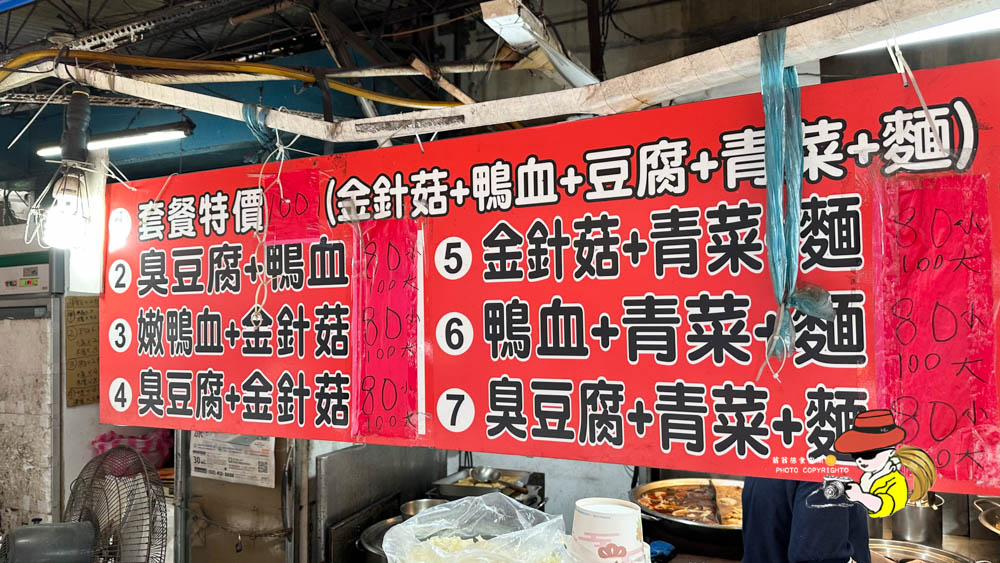 1 套餐特價 100 (金針菇+鴨血+豆腐+青菜+麵)
2 臭豆腐+鴨血 80小 100大
3 嫩鴨血+金針菇 80小 100大
4 臭豆腐+金針菇 80小 100大
5 金針菇+青菜+麵 80小 100大
6 鴨血+青菜+麵 80小 100大
7 臭豆腐+青菜+麵 80小 100大
PHOTO COPYRIGHT©